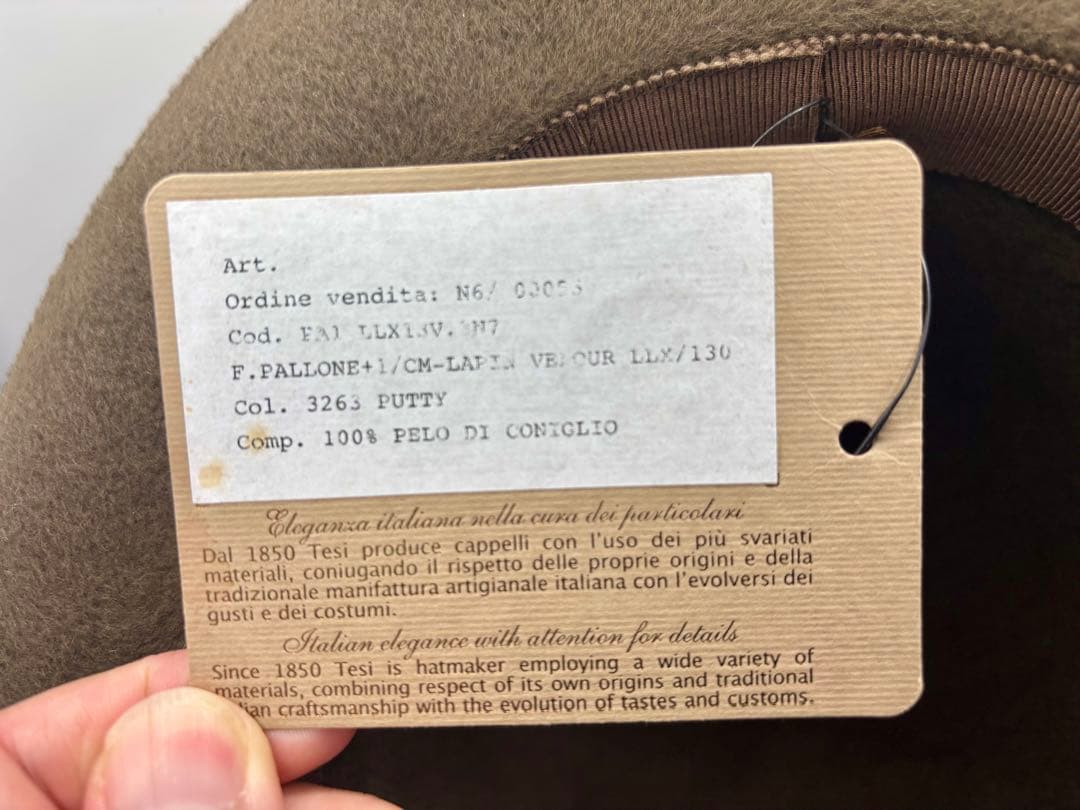 Art.
Ordine vendita: N6/
Cod.
F.PALLONE+1/CM-LAPIN VELOUR LLX/130
Col. 3263 PUTTY
Comp. 100% PELO DI CONIGLIO
Eleganza italiana nella cura dei particolari
Dal 1850 Tesi produce cappelli con l'uso dei più svariati
materiali, coniugando il rispetto delle proprie origini e della
tradizionale manifattura artigianale italiana con l'evolversi dei
gusti e dei costumi.
Italian elegance with attention for details
Since 1850 Tesi is hatmaker employing a wide variety of
materials, combining respect of its own origins and traditional
craftsmanship with the evolution of tastes and customs.